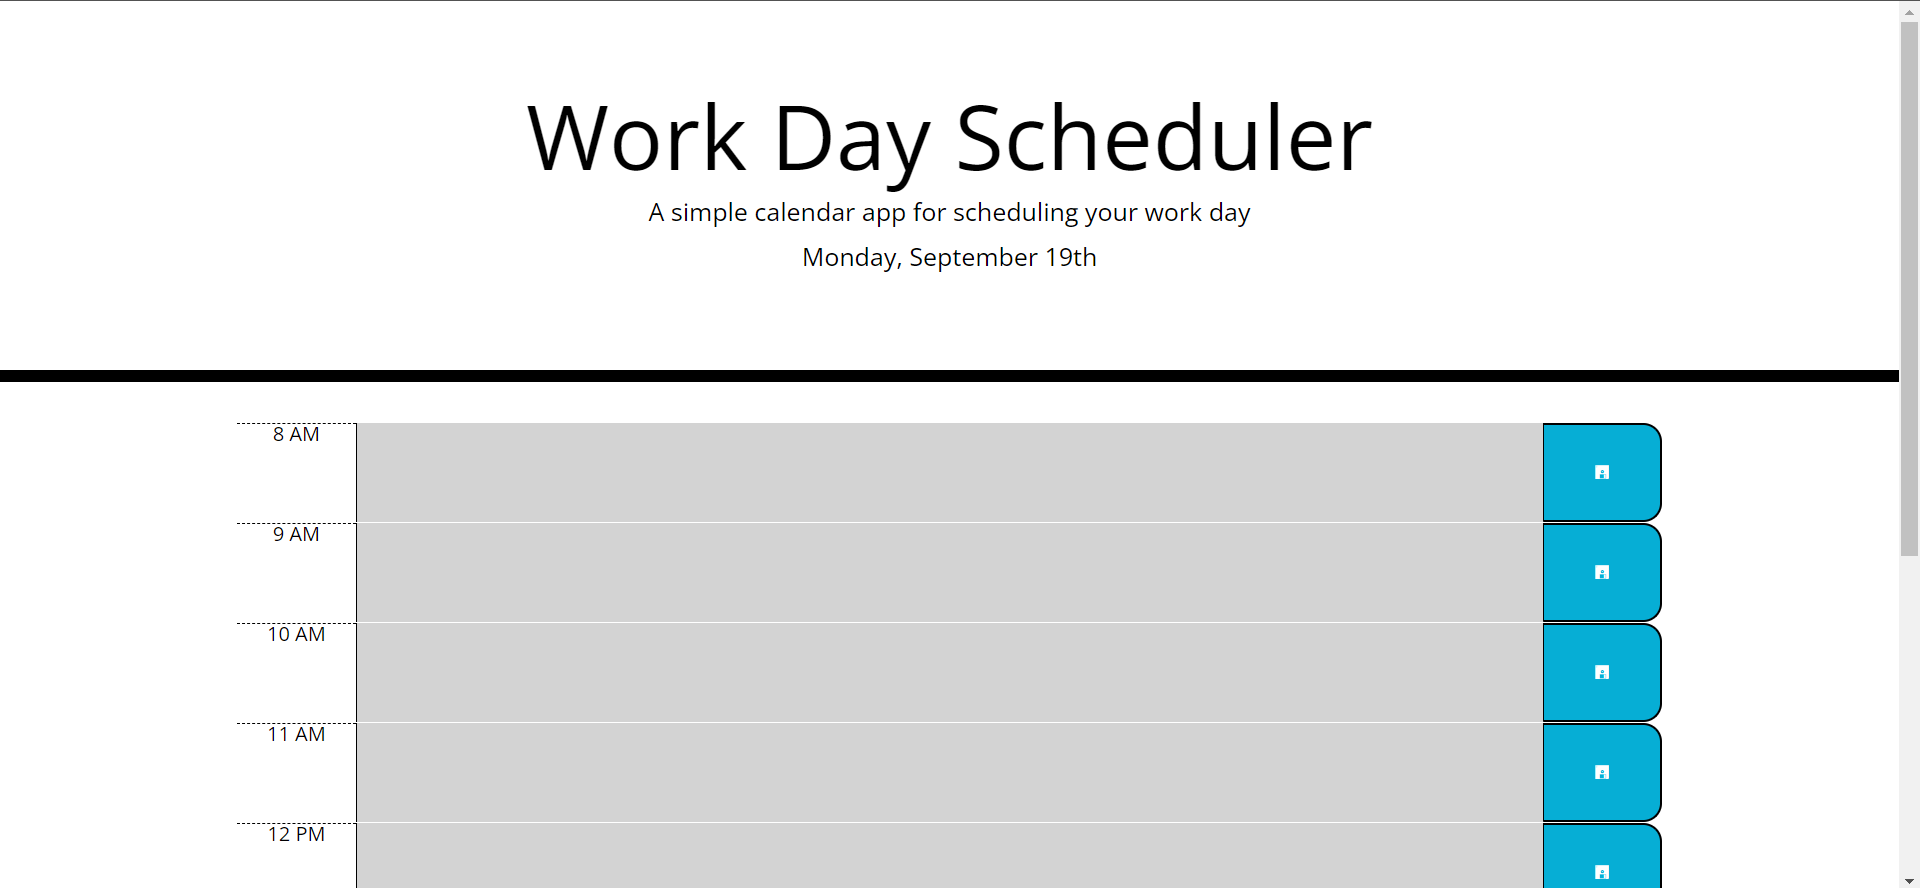 Work Day Scheduler
A simple calendar app for scheduling your work day
Monday, September 19th
8 AM
9 AM
10 AM
11 AM
12 PM